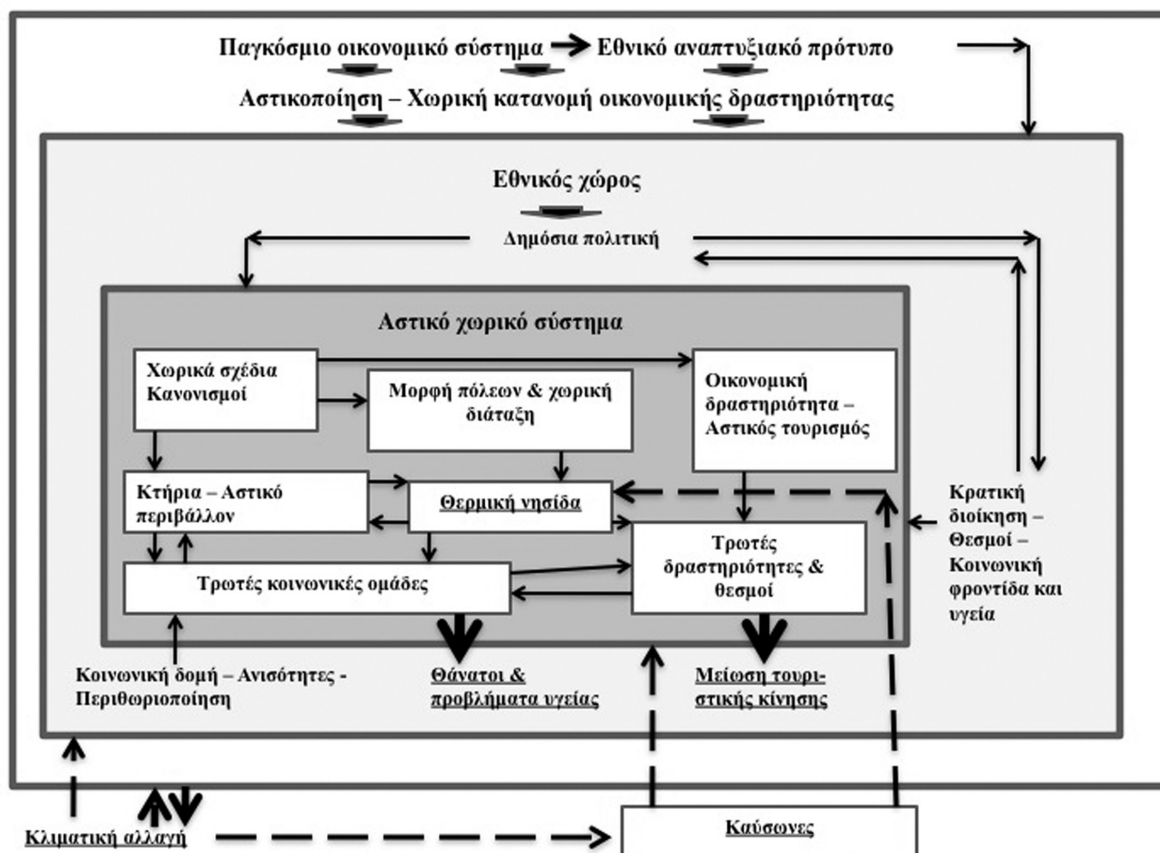 Παγκόσμιο οικονομικό σύστημα Εθνικό αναπτυξιακό πρότυπο
Αστικοποίηση – Χωρική κατανομή οικονομικής δραστηριότητας
Εθνικός χώρος
Δημόσια πολιτική
Αστικό χωρικό σύστημα
Χωρικά σχέδια
Κανονισμοί
Μορφή πόλεων & χωρική
διάταξη
Οικονομική
δραστηριότητα –
Αστικός τουρισμός
Κτήρια – Αστικό
περιβάλλον
Θερμική νησίδα
Τρωτές κοινωνικές ομάδες
Τρωτές
δραστηριότητες &
θεσμοί
Κρατική
διοίκηση –
Θεσμοί –
Κοινωνική
φροντίδα και
υγεία
Κοινωνική δομή – Ανισότητες -
Περιθωριοποίηση
Θάνατοι &
προβλήματα υγείας
Μείωση τουρι-
στικής κίνησης
Κλιματική αλλαγή
Καύσωνες